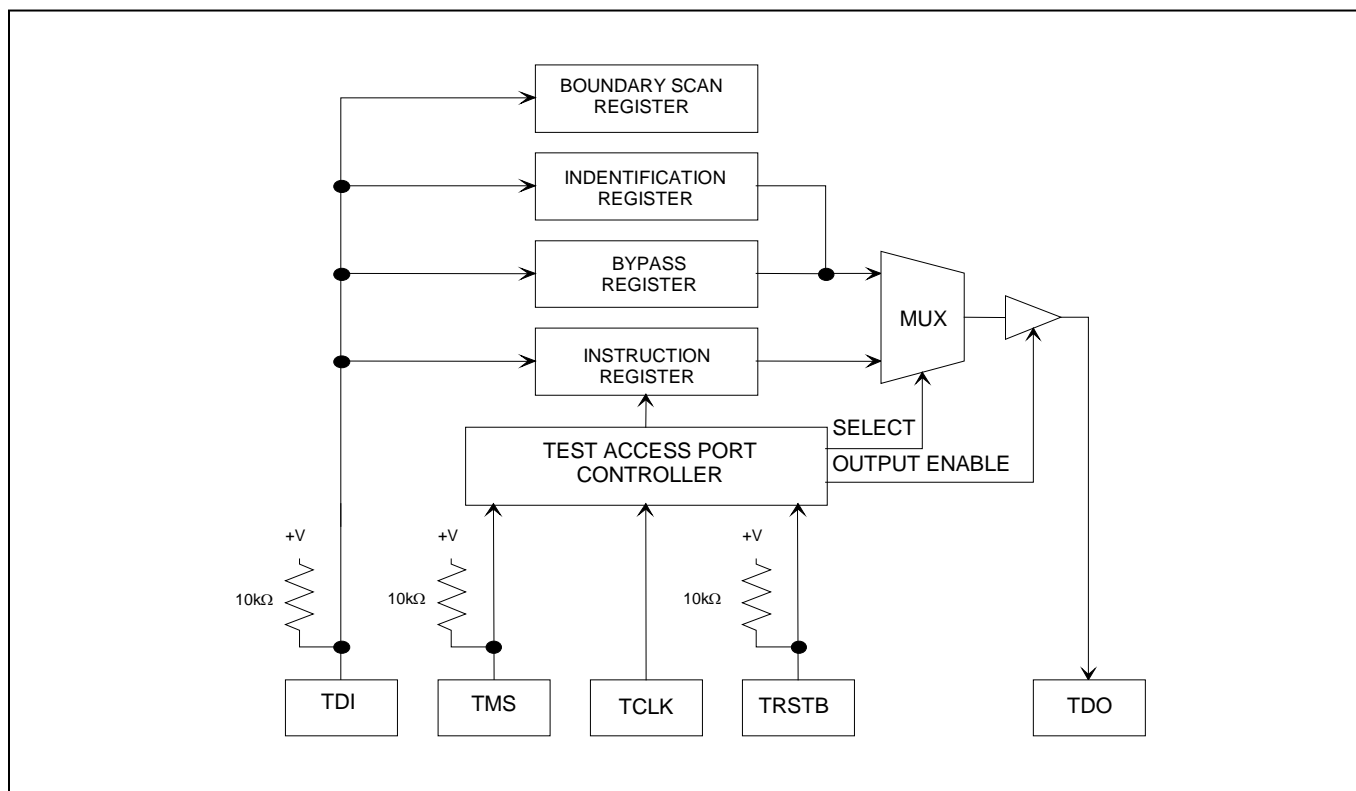 BOUNDARY SCAN
REGISTER
INDENTIFICATION
REGISTER
BYPASS
REGISTER
MUX
INSTRUCTION
REGISTER
SELECT
TEST ACCESS PORT
CONTROLLER
OUTPUT ENABLE
+V
+V
+V
10kΩ
10kΩ
10kΩ
TDI
TMS
TCLK
TRSTB
TDO